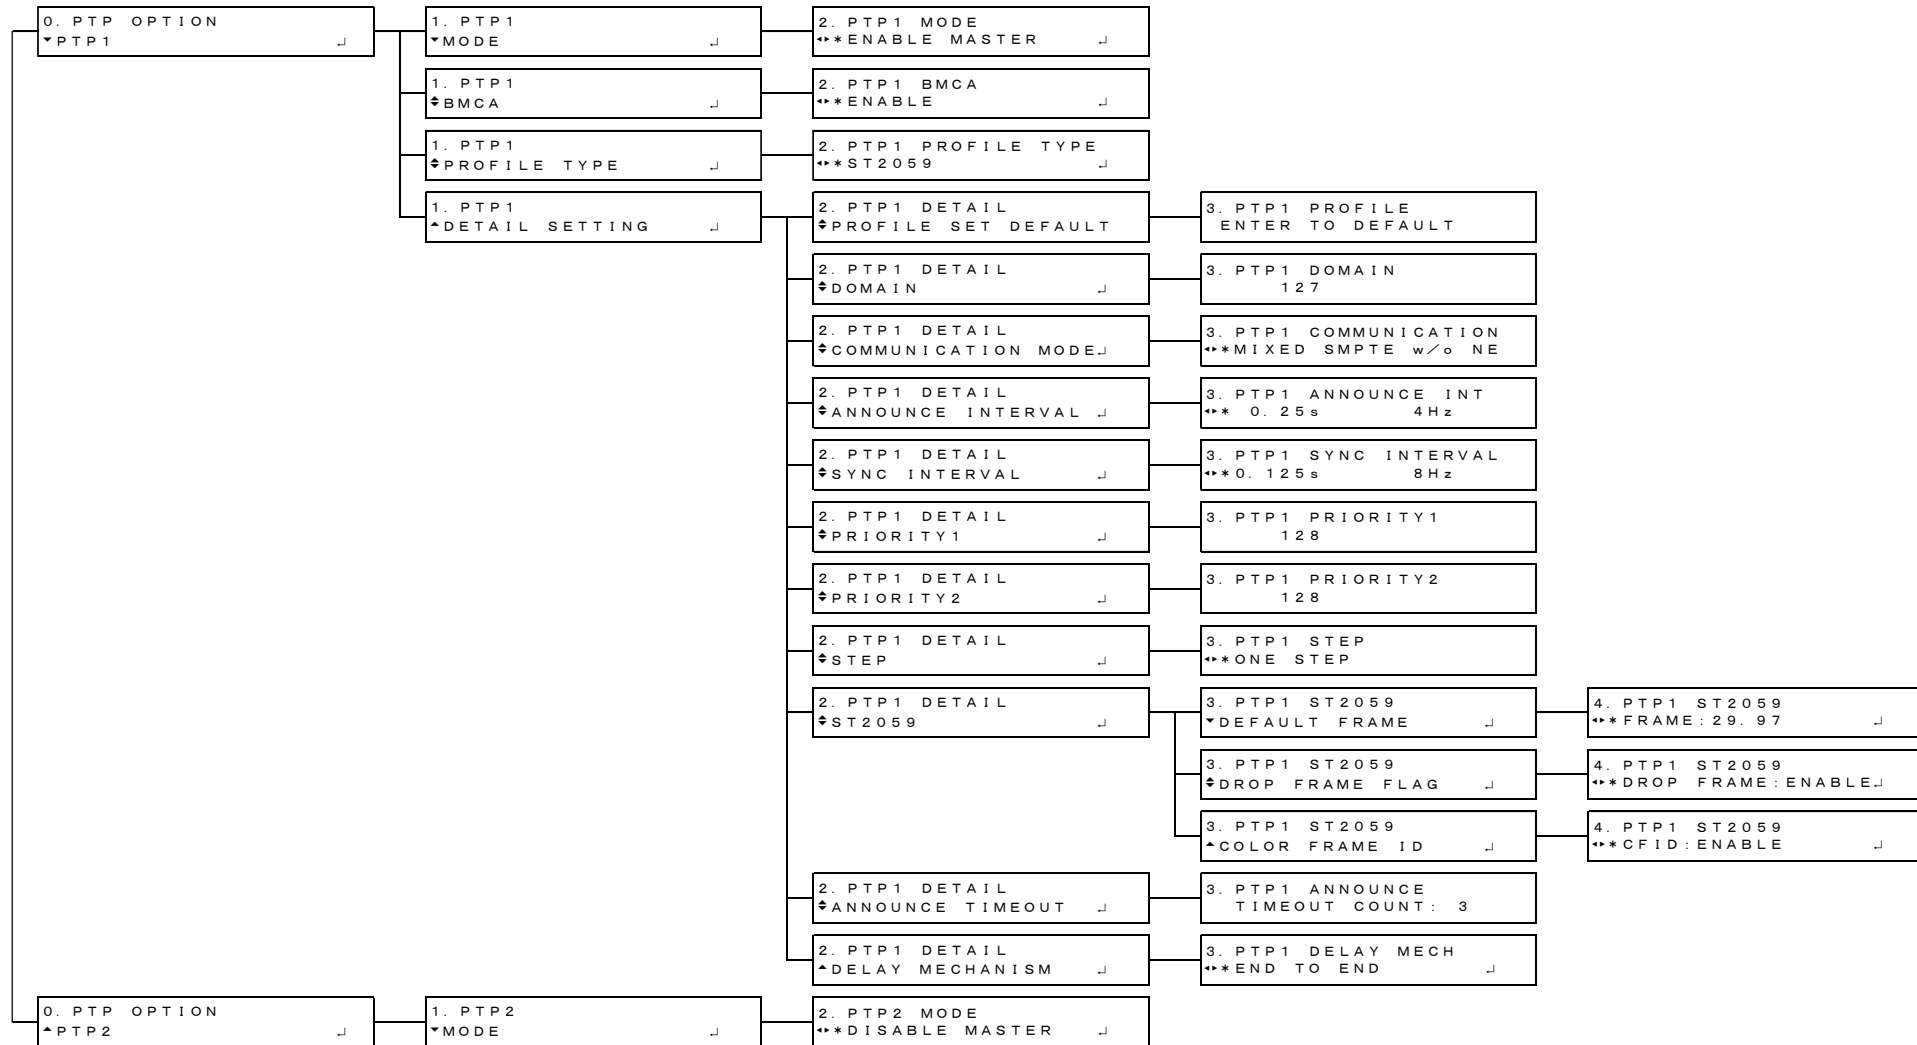 0. PTP OPTION
PTP1
1. PTP1
MODE
2. PTP1 MODE
*ENABLE MASTER
1. PTP1
BMCA
2. PTP1 BMCA
*ENABLE
1. PTP1
PROFILE TYPE
2. PTP1 PROFILE TYPE
*ST2059
1. PTP1
DETAIL SETTING
2. PTP1 DETAIL
PROFILE SET DEFAULT
3. PTP1 PROFILE
ENTER TO DEFAULT
2. PTP1 DETAIL
DOMAIN
3. PTP1 DOMAIN
127
2. PTP1 DETAIL
COMMUNICATION MODE
3. PTP1 COMMUNICATION
*MIXED SMPTE w/o NE
2. PTP1 DETAIL
ANNOUNCE INTERVAL
3. PTP1 ANNOUNCE INT
* 0.25s 4Hz
2. PTP1 DETAIL
SYNC INTERVAL
3. PTP1 SYNC INTERVAL
*0.125s 8Hz
2. PTP1 DETAIL
PRIORITY1
3. PTP1 PRIORITY1
128
2. PTP1 DETAIL
PRIORITY2
3. PTP1 PRIORITY2
128
2. PTP1 DETAIL
STEP
3. PTP1 STEP
*ONE STEP
2. PTP1 DETAIL
ST2059
3. PTP1 ST2059
DEFAULT FRAME
4. PTP1 ST2059
*FRAME:29.97
3. PTP1 ST2059
DROP FRAME FLAG
4. PTP1 ST2059
*DROP FRAME:ENABLE
3. PTP1 ST2059
COLOR FRAME ID
4. PTP1 ST2059
*CFID:ENABLE
2. PTP1 DETAIL
ANNOUNCE TIMEOUT
3. PTP1 ANNOUNCE
TIMEOUT COUNT: 3
2. PTP1 DETAIL
DELAY MECHANISM
3. PTP1 DELAY MECH
*END TO END
0. PTP OPTION
PTP2
1. PTP2
MODE
2. PTP2 MODE
*DISABLE MASTER